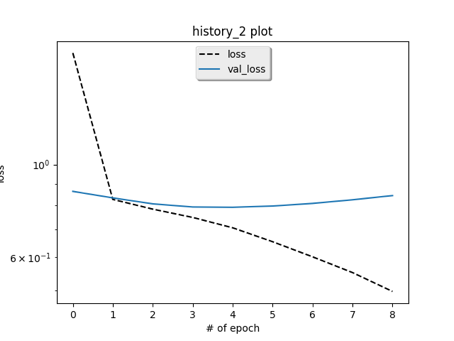 history_2 plot
loss
val_loss
10⁰
6 × 10⁻¹
loss
0 1 2 3 4 5 6 7 8
# of epoch